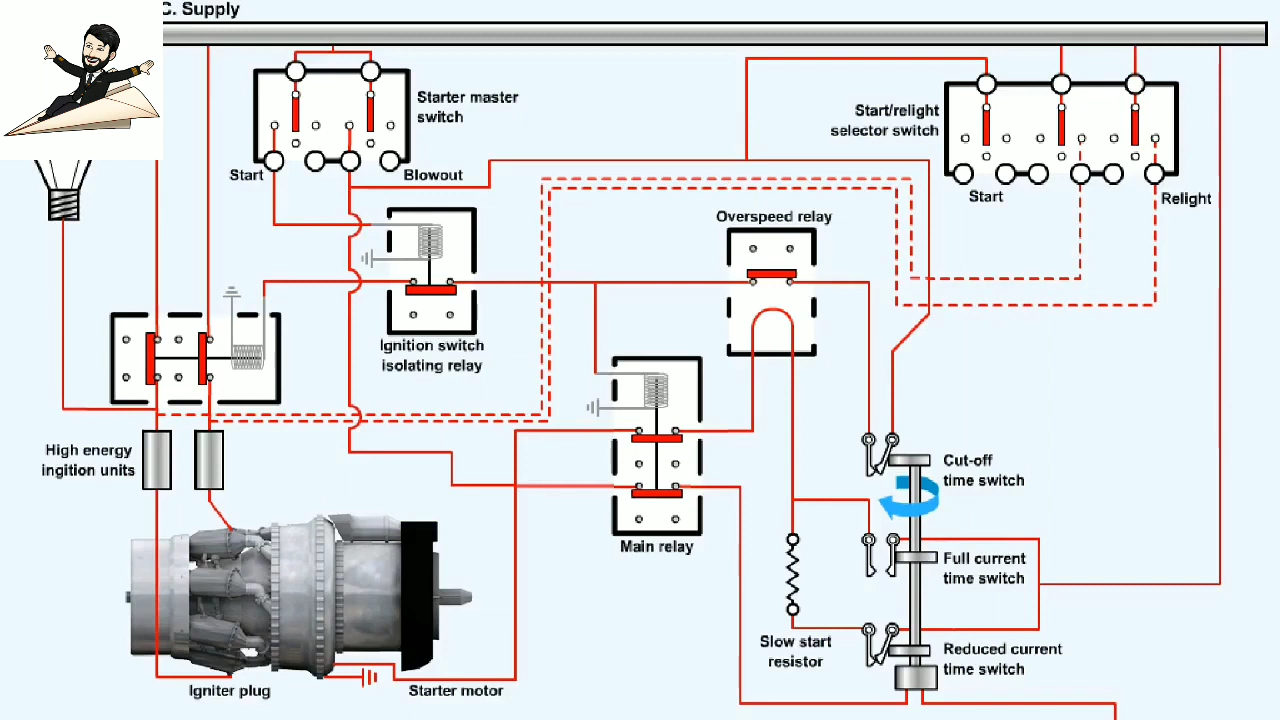 C. Supply
Starter master
switch
Start
Blowout
Start/relight
selector switch
Start
Relight
Overspeed relay
Ignition switch
isolating relay
High energy
ingition units
Cut-off
time switch
Main relay
Full current
time switch
Slow start
resistor
Reduced current
time switch
Igniter plug
Starter motor